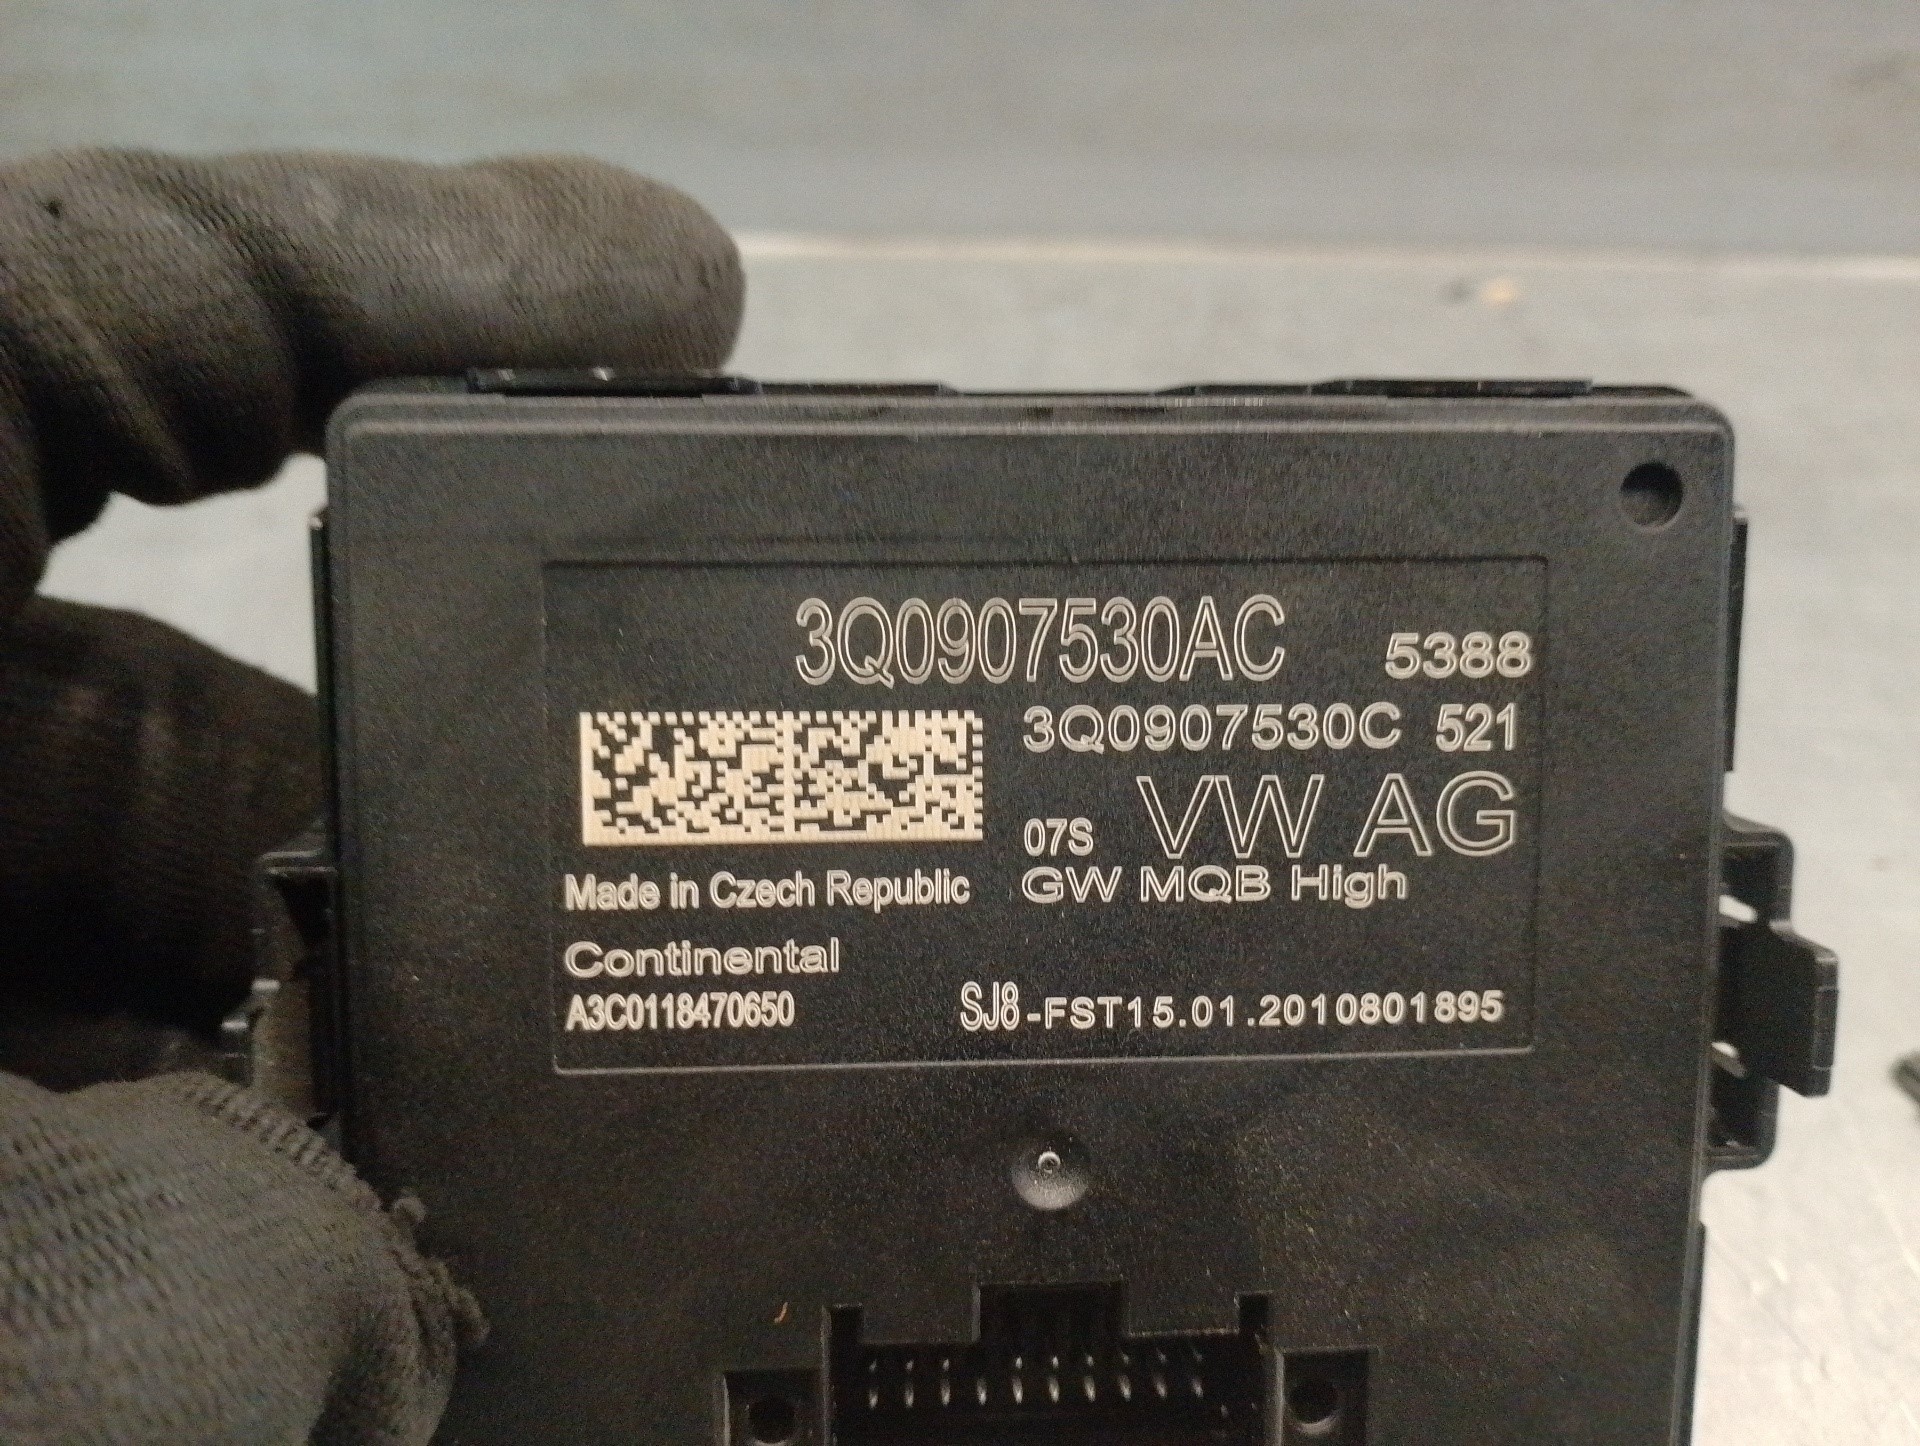 3Q0907530AC 5388
3Q0907530C 521
07S VW AG
Made in Czech Republic GW MQB High
Continental
A3C0118470650 SJ8-FST15.01.2010801895